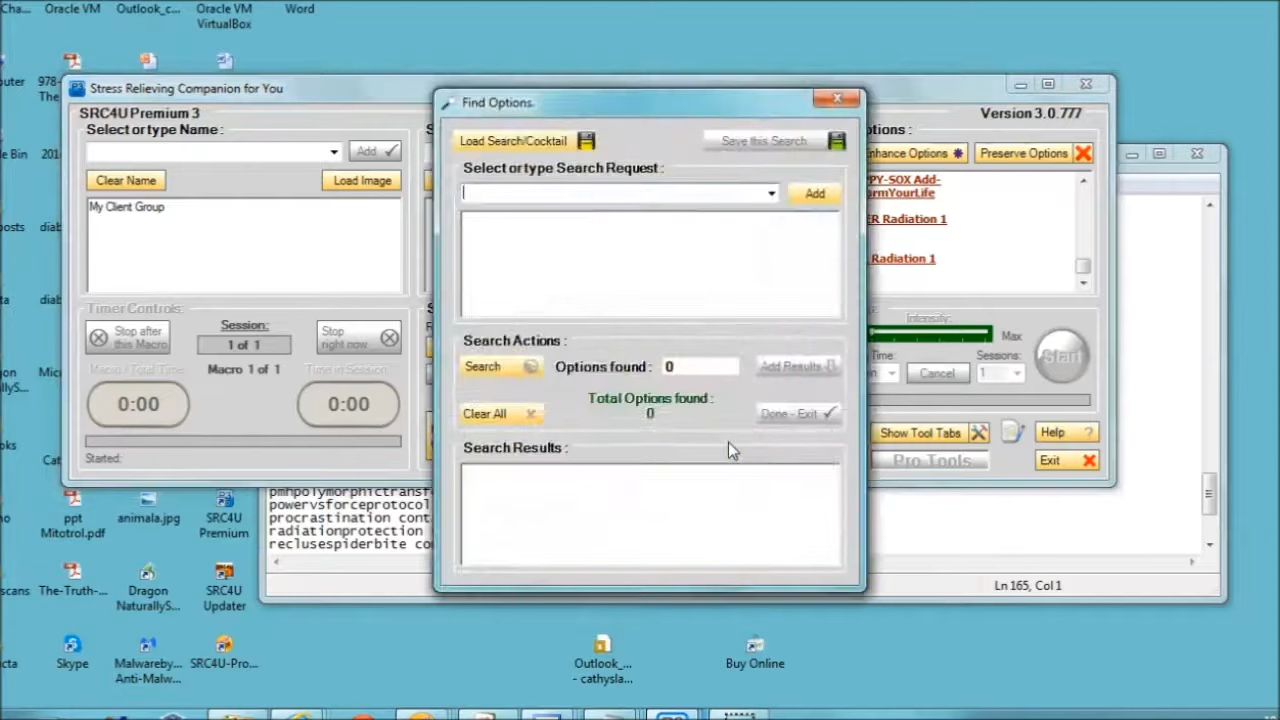 Cha...
Oracle VM
Outlook_c...
Oracle VM
VirtualBox
Word
Stress Relieving Companion for You
SRC4U Premium 3
Select or type Name :
Add
Clear Name
Load Image
My Client Group
Timer Controls:
Stop after
this Macro
Session:
1 of 1
Stop
right now
Macro / Total Time
Macro 1 of 1
Time in Session
0:00
0:00
Started:
Find Options
Load Search/Cocktail
Save this Search
Select or type Search Request :
Add
Search Actions :
Search
Options found :
0
Add Results
Total Options found :
0
Clear All
Done - Exit
Search Results :
Version 3.0.777
ptions :
nhance Options
Preserve Options
PY-SOX Add-
ormYourLife
ER Radiation 1
Radiation 1
Intensity:
Max
Time:
Sessions:
Cancel
1
Start
Show Tool Tabs
Help
?
Pro Tools
Exit
powervsforceprotocol
procrastination cont
radiationprotection
reclusespiderbite co
Ln 165, Col 1
ppt
Mitotrol.pdf
animala.jpg
SRC4U
Premium
The-Truth-...
Dragon
NaturallyS...
SRC4U
Updater
Skype
Malwareby...
Anti-Malw...
SRC4U-Pro...
Outlook_...
- cathysla...
Buy Online